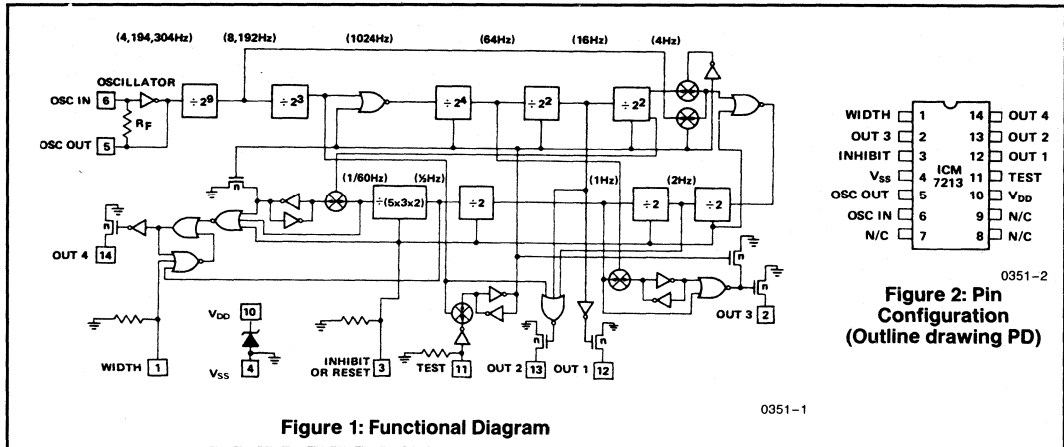 (4,194,304Hz) (8,192Hz) (1024Hz) (64Hz) (16Hz) (4Hz)
OSCILLATOR
OSC IN 6 ÷2⁹ ÷2³ ÷2⁴ ÷2² ÷2² 
RF
OSC OUT 5
n
(1/60Hz) (½Hz) (1Hz) (2Hz)
÷(5x3x2) ÷2 ÷2 ÷2
n
OUT 4
14
n
n
OUT 3 2
VDD 10
n n
WIDTH 1 VSS 4 INHIBIT OR RESET 3 TEST 11 OUT 2 13 OUT 1 12
0351-1
Figure 1: Functional Diagram
WIDTH 1 14 OUT 4
OUT 3 2 13 OUT 2
INHIBIT 3 12 OUT 1
VSS 4 ICM 7213 11 TEST
OSC OUT 5 10 VDD
OSC IN 6 9 N/C
N/C 7 8 N/C
0351-2
Figure 2: Pin
Configuration
(Outline drawing PD)